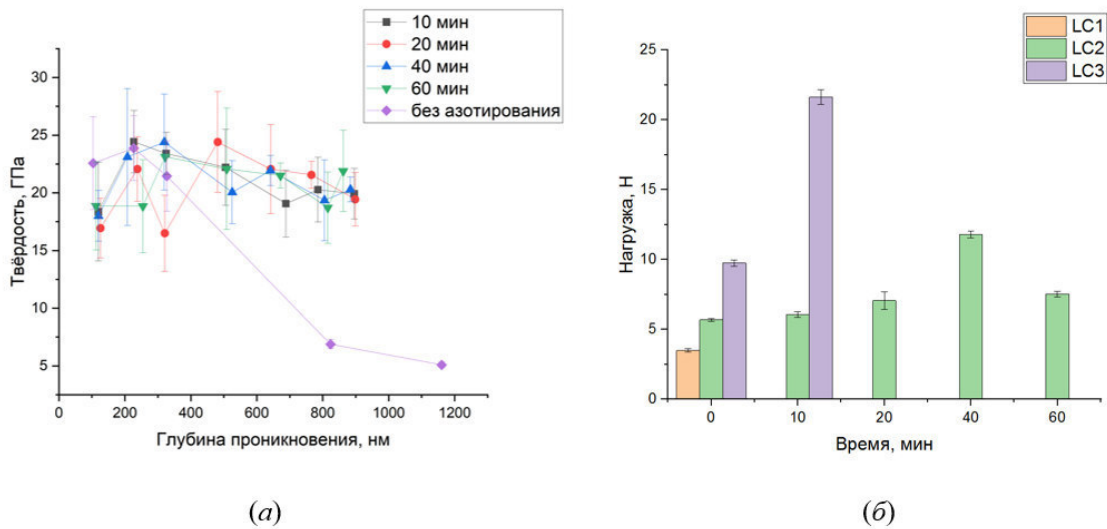 10 мин
20 мин
40 мин
60 мин
без азотирования
Твёрдость, ГПа
30
25
20
15
10
5
0 200 400 600 800 1000 1200
Глубина проникновения, нм
(а)
LC1
LC2
LC3
Нагрузка, Н
25
20
15
10
5
0
0 10 20 40 60
Время, мин
(б)